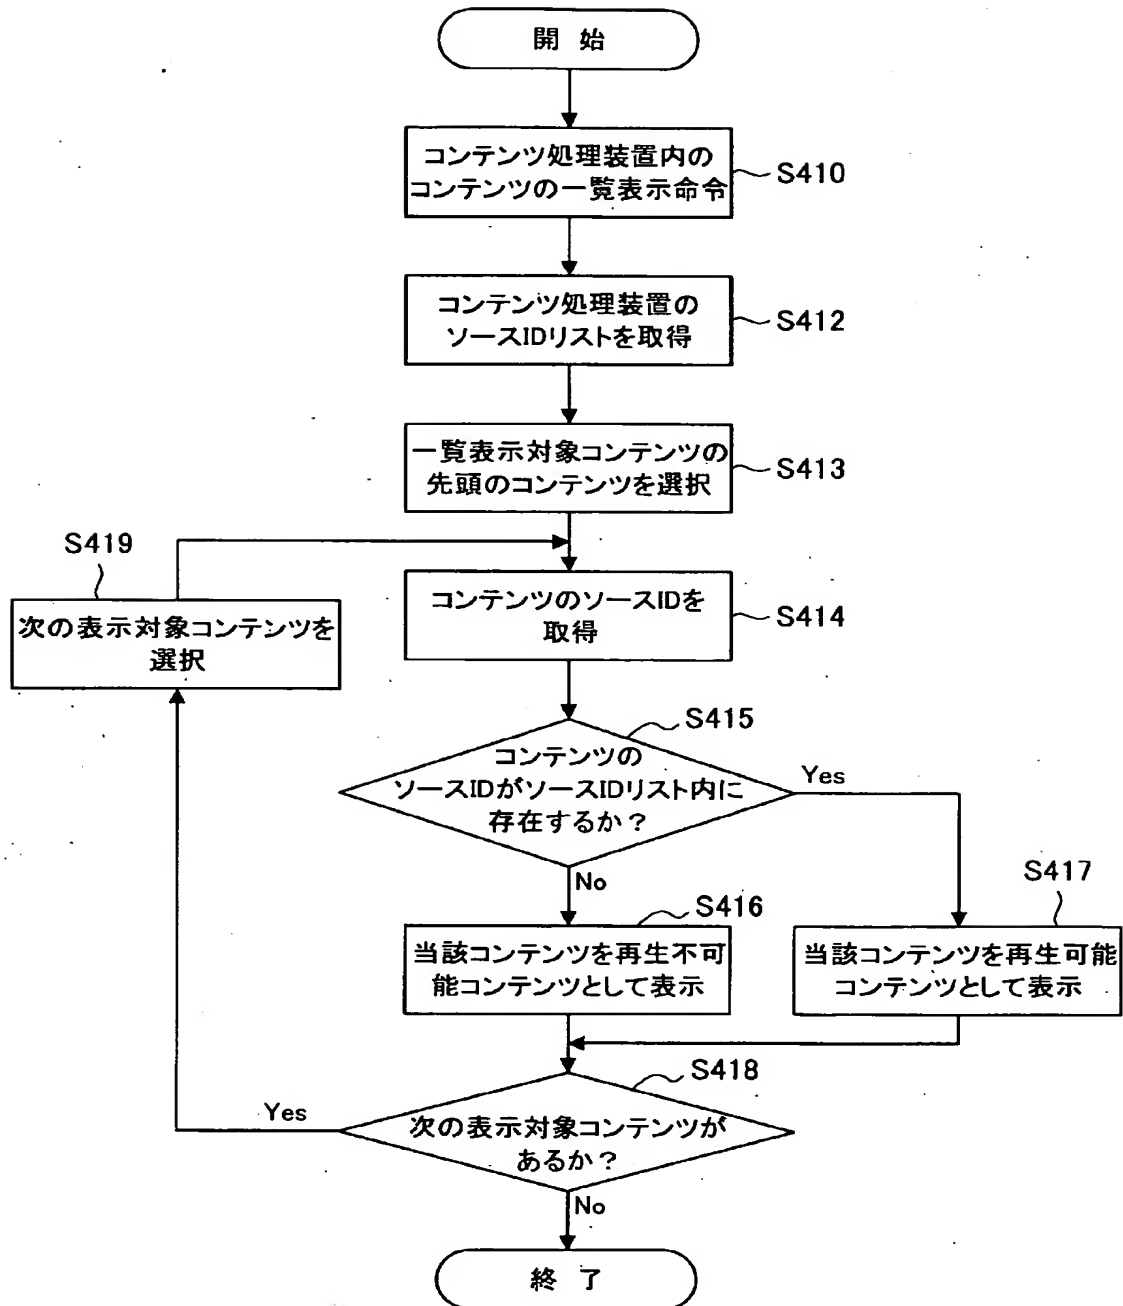 開 始
コンテンツ処理装置内の
コンテンツの一覧表示命令
S410
コンテンツ処理装置の
ソースIDリストを取得
S412
一覧表示対象コンテンツの
先頭のコンテンツを選択
S413
S419
次の表示対象コンテンツを
選択
コンテンツのソースIDを
取得
S414
S415
コンテンツの
ソースIDがソースIDリスト内に
存在するか?
Yes
No
S416
当該コンテンツを再生不可
能コンテンツとして表示
S417
当該コンテンツを再生可能
コンテンツとして表示
S418
次の表示対象コンテンツが
あるか?
Yes
No
終 了